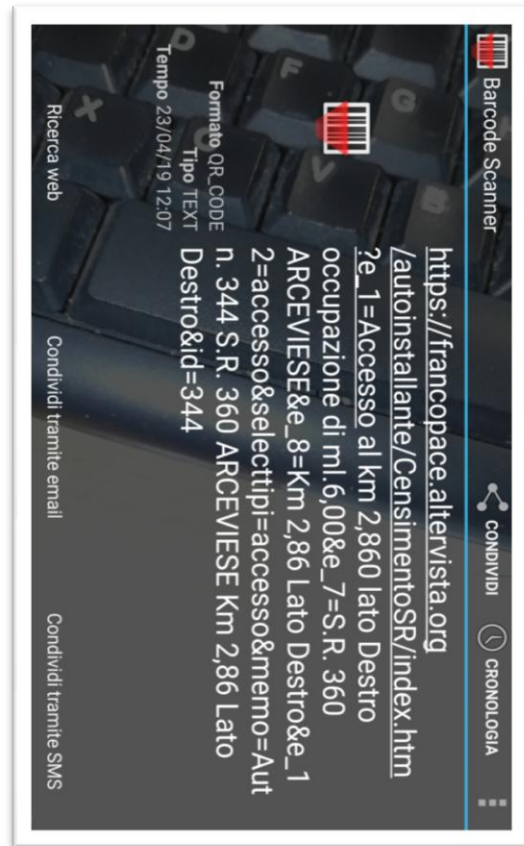 Barcode Scanner
CONDIVIDI
CRONOLOGIA
https://francopace.altervista.org
/autoinstallante/CensimentoSR/index.htm
?e_1=Accesso al km 2,860 lato Destro
occupazione di ml.6,00&e_7=S.R. 360
ARCEVIESE&e_8=Km 2,86 Lato Destro&e_1
2=accesso&selecttipi=accesso&memo=Aut
n. 344 S.R. 360 ARCEVIESE Km 2,86 Lato
Destro&id=344
Formato QR_CODE
Tipo TEXT
Tempo 23/04/19 12:07
Ricerca web
Condividi tramite email
Condividi tramite SMS
G
D
F
C
V
B
X